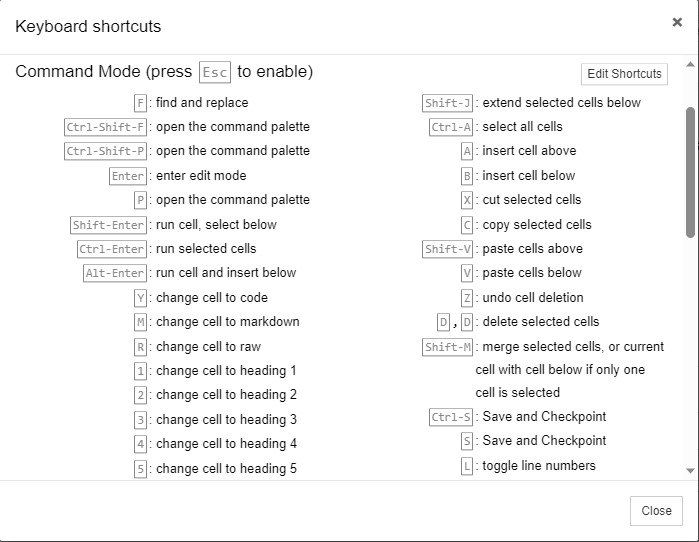 Keyboard shortcuts
×
Command Mode (press Esc to enable)
Edit Shortcuts
F : find and replace
Ctrl-Shift-F : open the command palette
Ctrl-Shift-P : open the command palette
Enter : enter edit mode
P : open the command palette
Shift-Enter : run cell, select below
Ctrl-Enter : run selected cells
Alt-Enter : run cell and insert below
Y : change cell to code
M : change cell to markdown
R : change cell to raw
1 : change cell to heading 1
2 : change cell to heading 2
3 : change cell to heading 3
4 : change cell to heading 4
5 : change cell to heading 5
Shift-J : extend selected cells below
Ctrl-A : select all cells
A : insert cell above
B : insert cell below
X : cut selected cells
C : copy selected cells
Shift-V : paste cells above
V : paste cells below
Z : undo cell deletion
D , D : delete selected cells
Shift-M : merge selected cells, or current
cell with cell below if only one
cell is selected
Ctrl-S : Save and Checkpoint
S : Save and Checkpoint
L : toggle line numbers
Close